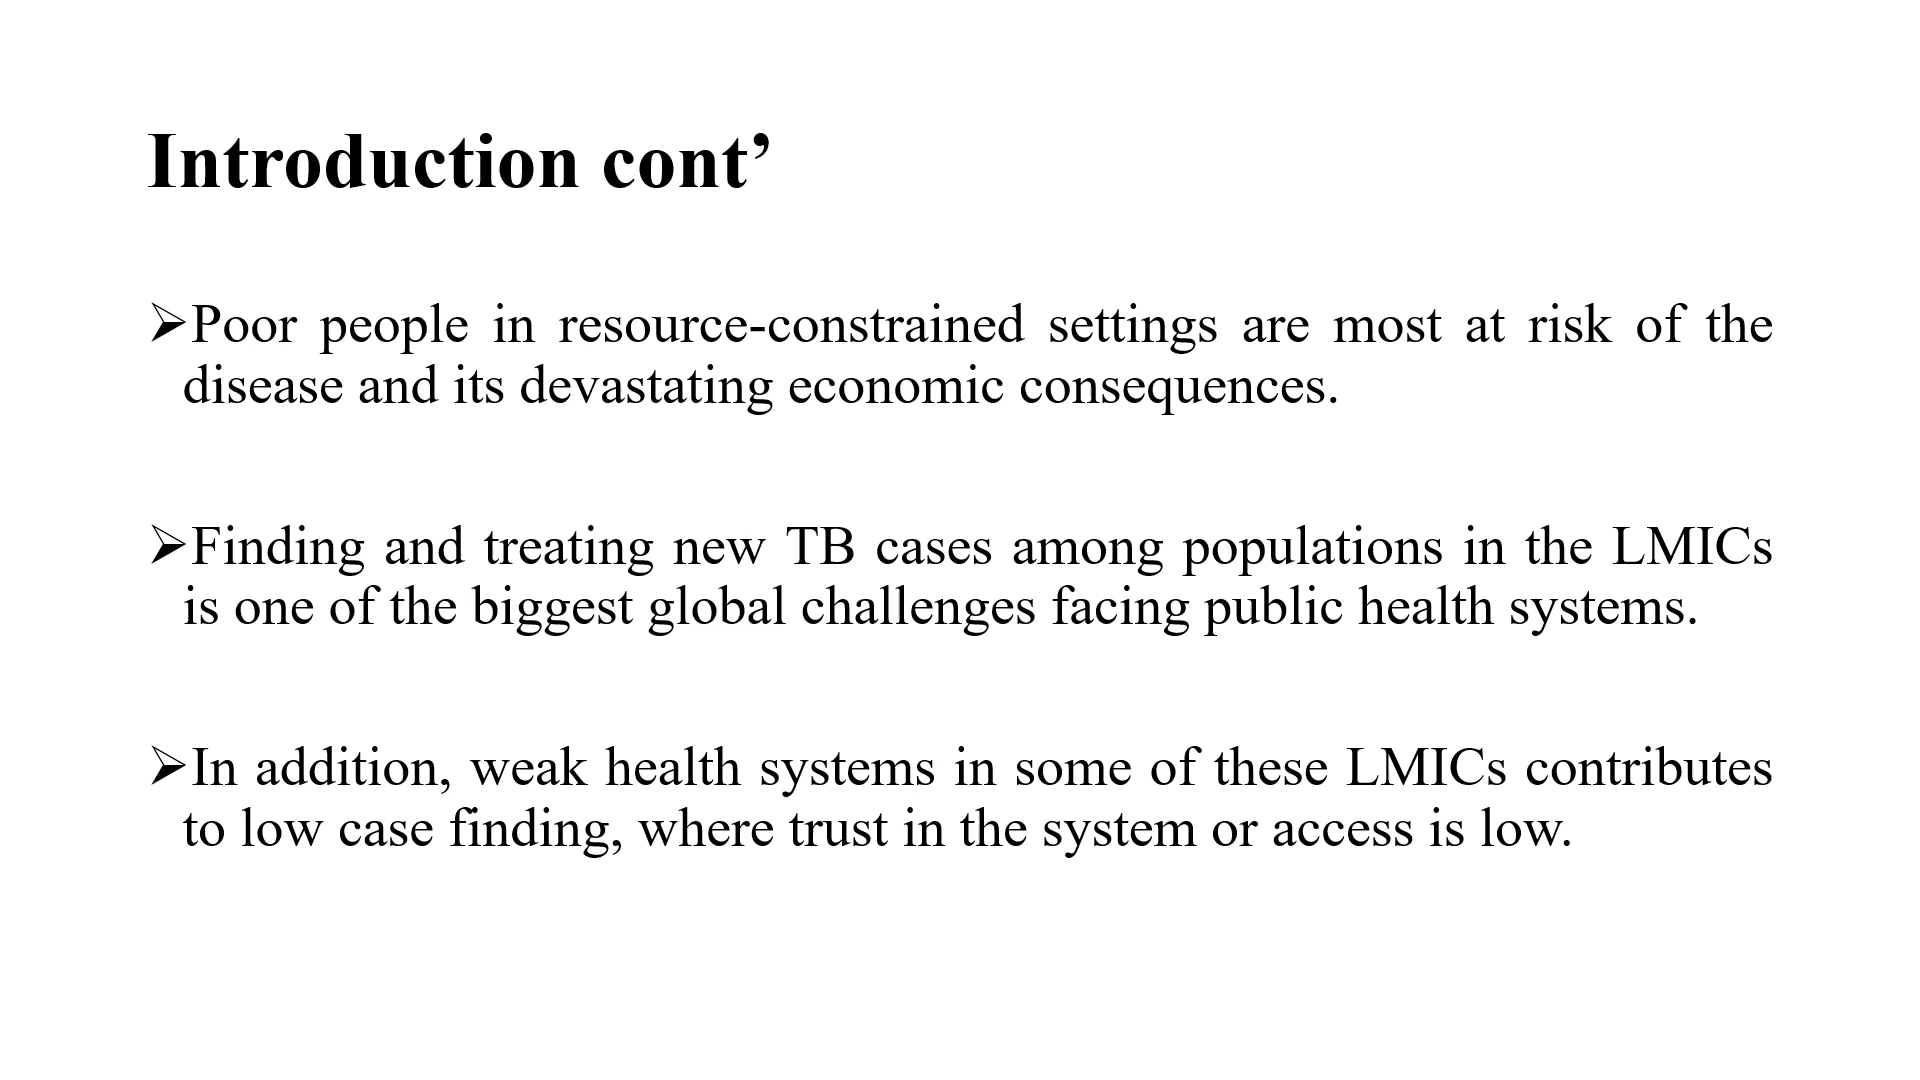 Introduction cont’
➢Poor people in resource-constrained settings are most at risk of the
disease and its devastating economic consequences.
➢Finding and treating new TB cases among populations in the LMICs
is one of the biggest global challenges facing public health systems.
➢In addition, weak health systems in some of these LMICs contributes
to low case finding, where trust in the system or access is low.